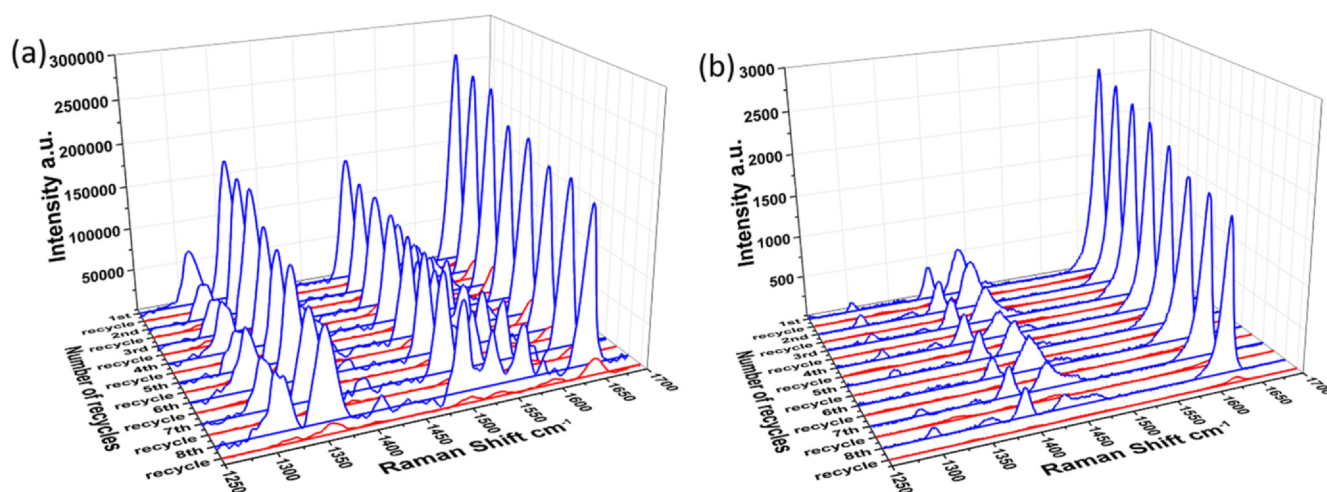 (a)
300000
250000
200000
150000
100000
50000
Intensity a.u.
1st
recycle
2nd
recycle
3rd
recycle
4th
recycle
5th
recycle
6th
recycle
7th
recycle
8th
recycle
Number of recycles
1250
1300
1350
1400
1450
1500
1550
1600
1650
1700
Raman Shift cm⁻¹
(b)
3000
2500
2000
1500
1000
500
Intensity a.u.
1st
recycle
2nd
recycle
3rd
recycle
4th
recycle
5th
recycle
6th
recycle
7th
recycle
8th
recycle
Number of recycles
1250
1300
1350
1400
1450
1500
1550
1600
1650
1700
Raman Shift cm⁻¹